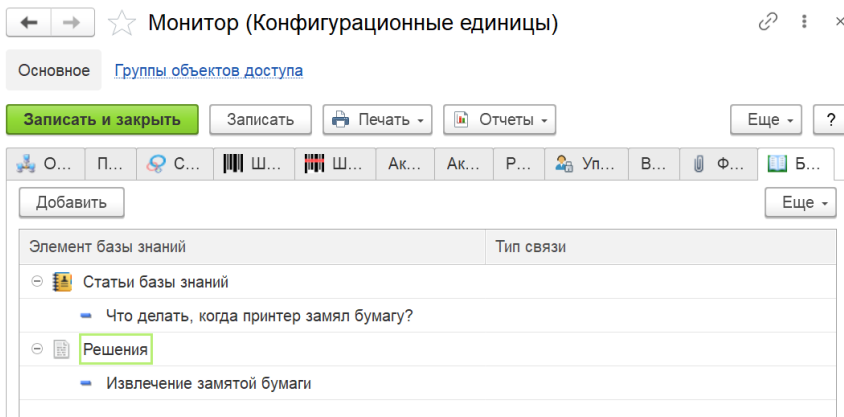 Монитор (Конфигурационные единицы)
Основное Группы объектов доступа
Записать и закрыть Записать Печать Отчеты Еще ?
О... П... С... Ш... Ш... Ак... Ак... Р... Уп... В... Ф... Б...
Добавить Еще
Элемент базы знаний Тип связи
Статьи базы знаний
Что делать, когда принтер замял бумагу?
Решения
Извлечение замятой бумаги